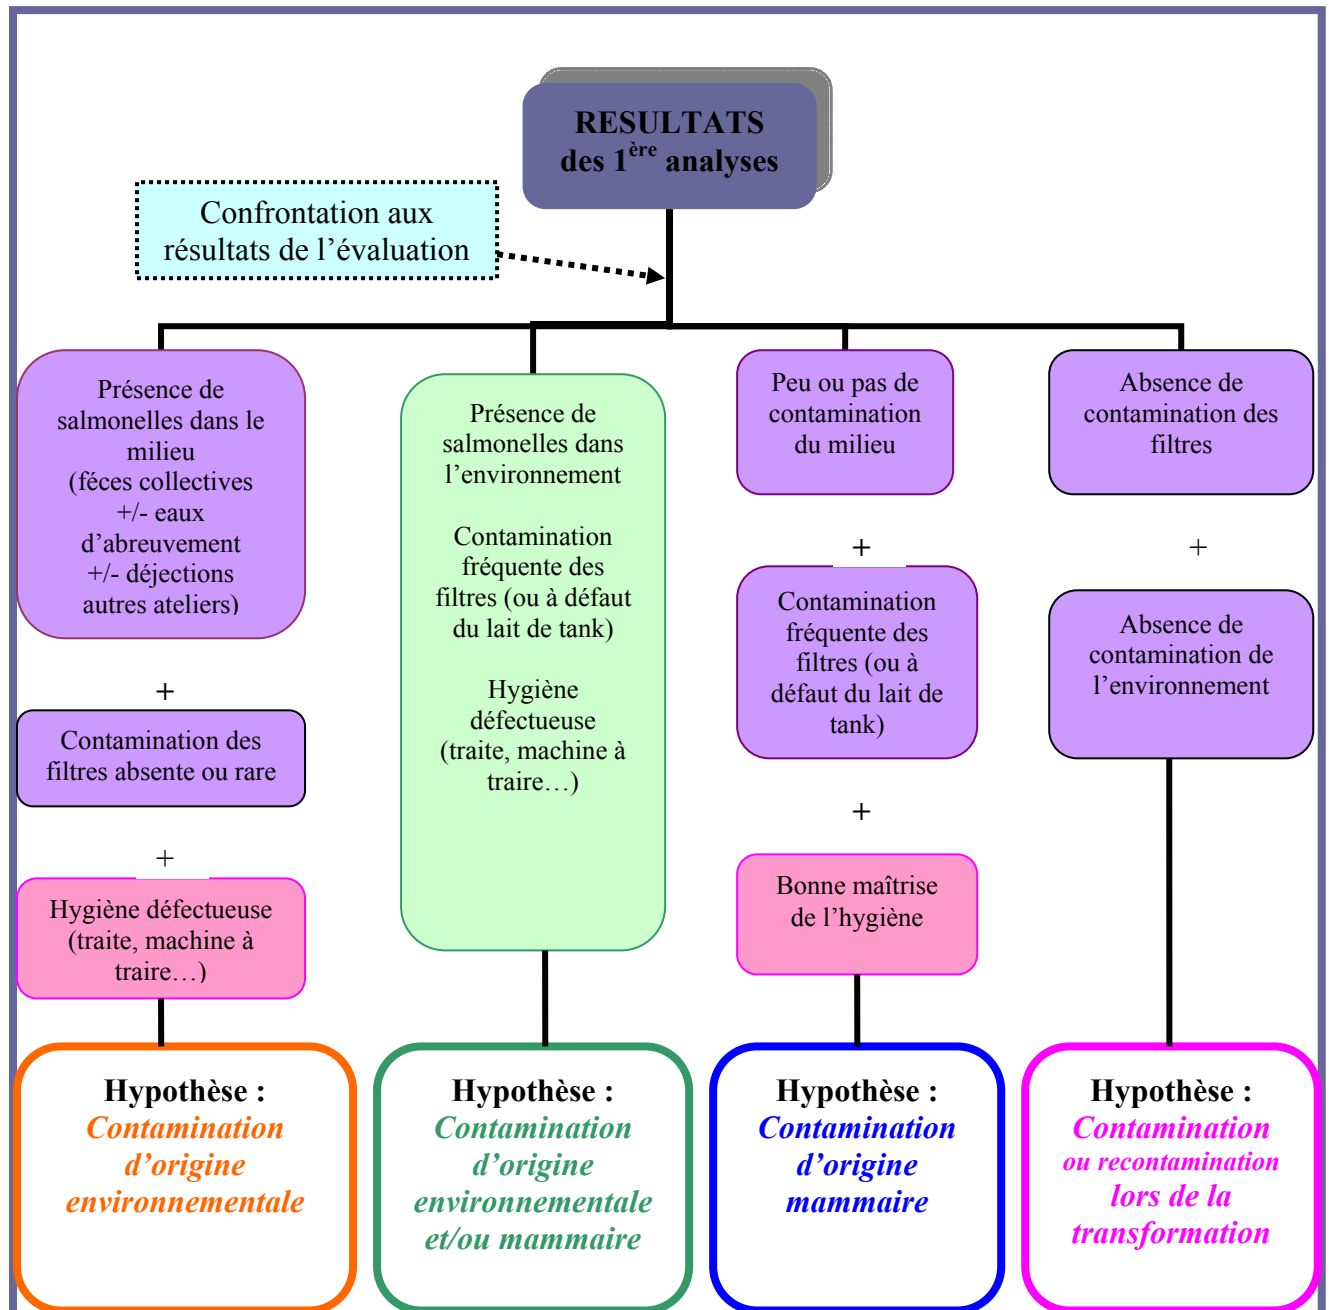 RESULTATS
des 1ère analyses
Confrontation aux
résultats de l’évaluation
Présence de
salmonelles dans le
milieu
(féces collectives
+/- eaux
d’abreuvement
+/- déjections
autres ateliers)
+
Contamination des
filtres absente ou rare
+
Hygiène défectueuse
(traite, machine à
traire…)
Hypothèse :
Contamination
d’origine
environnementale
Présence de
salmonelles dans
l’environnement
Contamination
fréquente des
filtres (ou à défaut
du lait de tank)
Hygiène
défectueuse
(traite, machine à
traire…)
Hypothèse :
Contamination
d’origine
environnementale
et/ou mammaire
Peu ou pas de
contamination
du milieu
+
Contamination
fréquente des
filtres (ou à
défaut du lait de
tank)
+
Bonne maîtrise
de l’hygiène
Hypothèse :
Contamination
d’origine
mammaire
Absence de
contamination des
filtres
+
Absence de
contamination de
l’environnement
Hypothèse :
Contamination
ou recontamination
lors de la
transformation